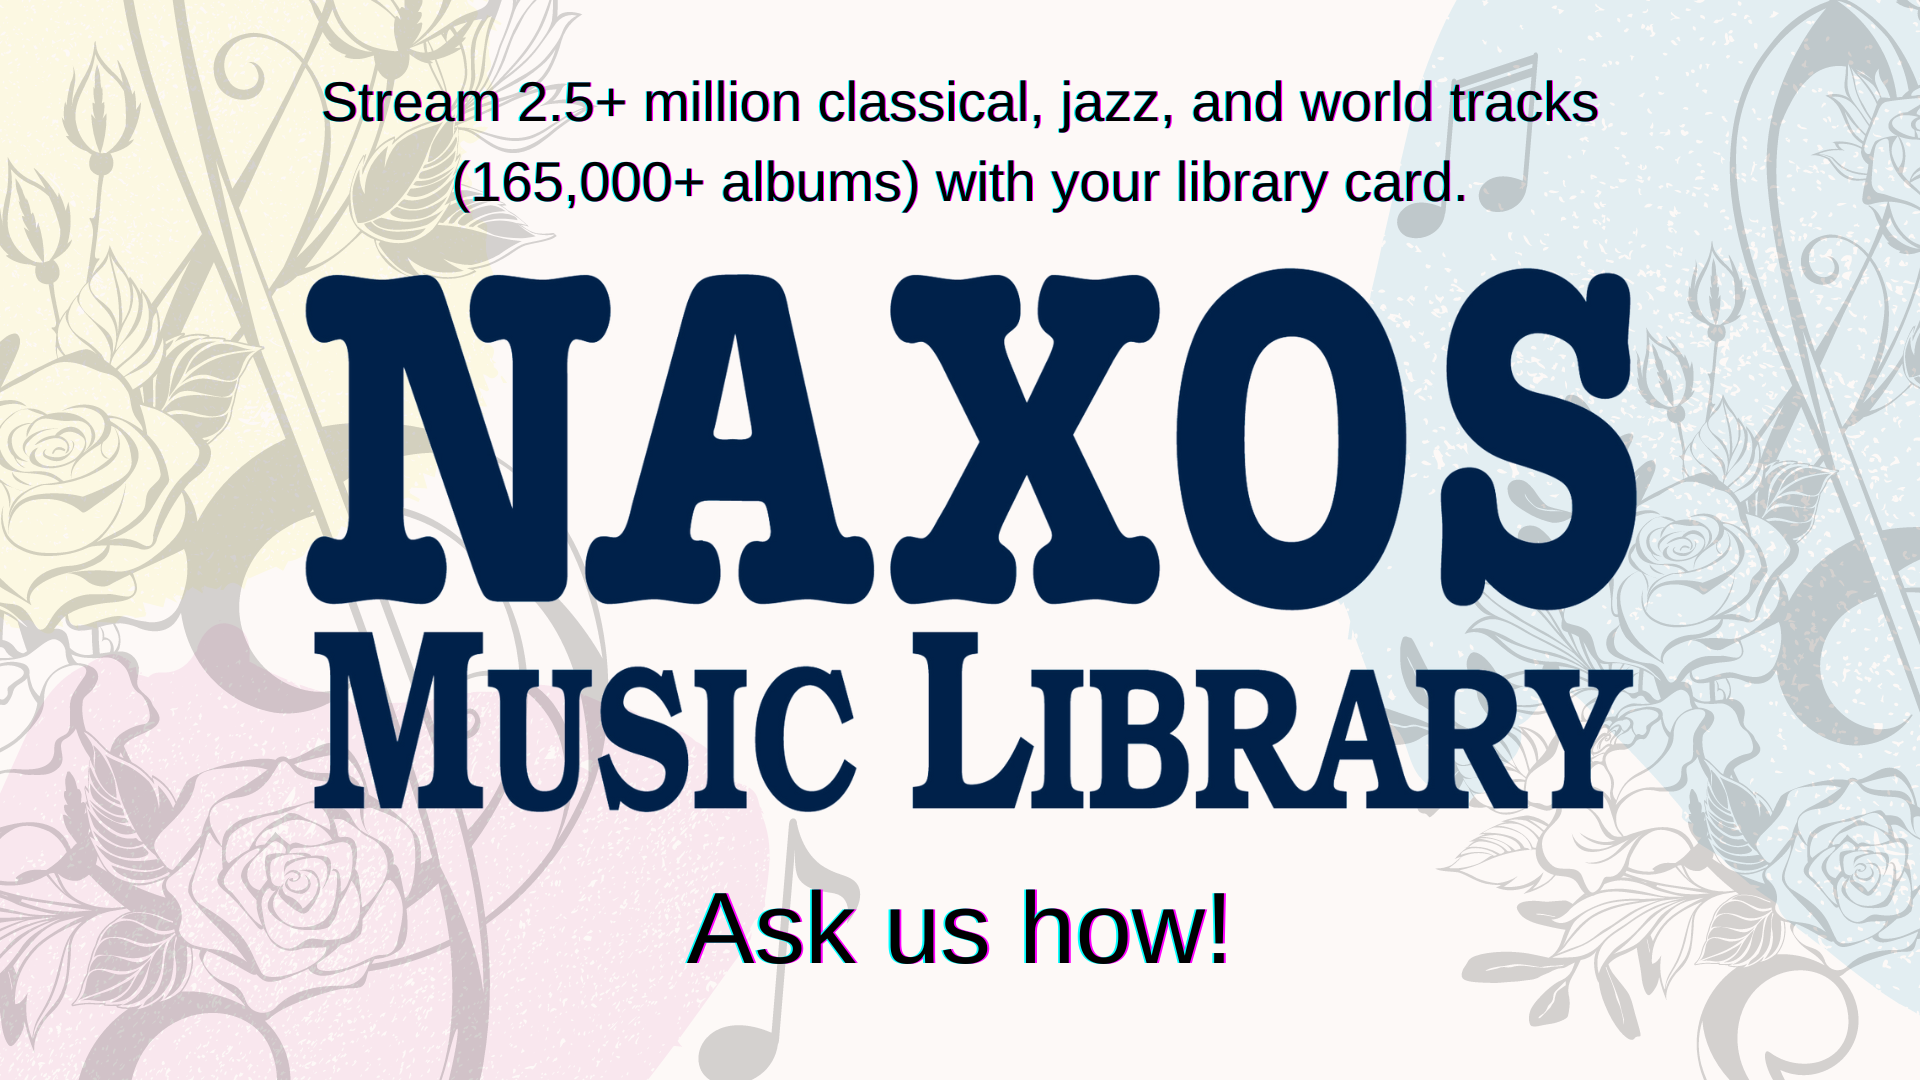 Stream 2.5+ million classical, jazz, and world tracks
(165,000+ albums) with your library card.
NAXOS
MUSIC LIBRARY
Ask us how!